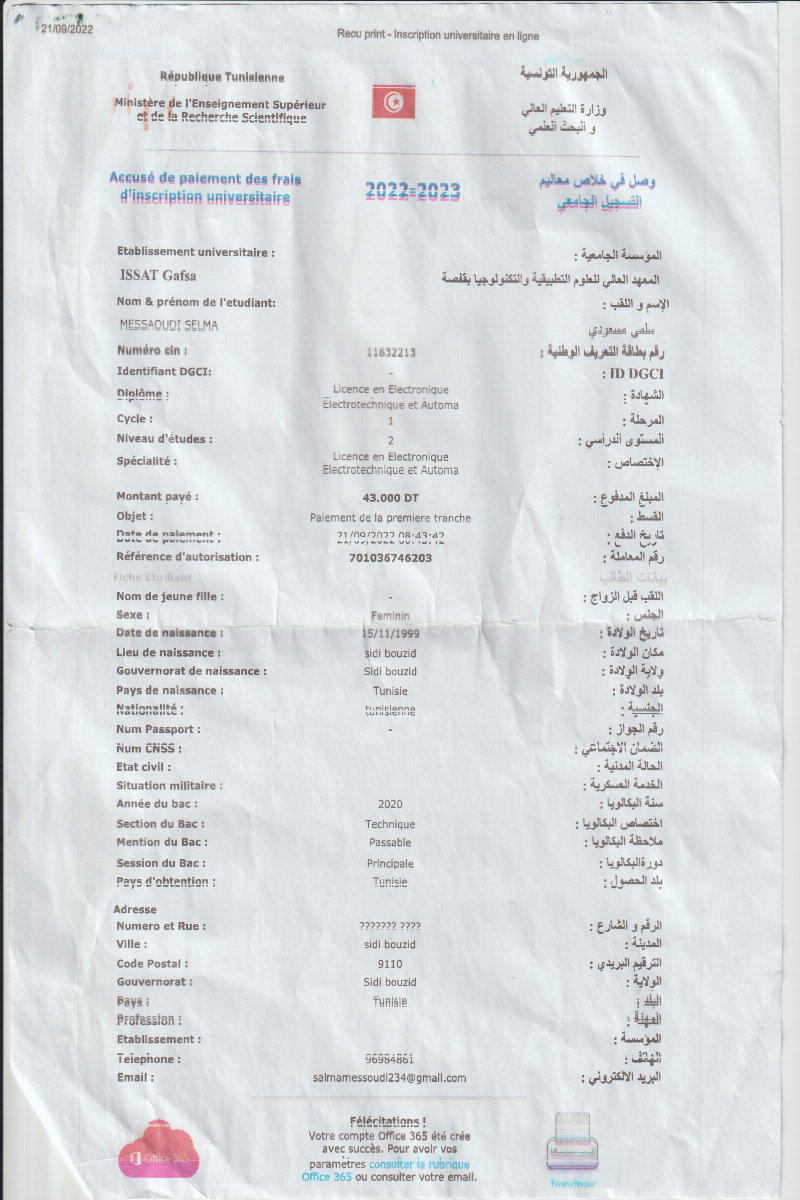 21/09/2022
Recu print - Inscription universitaire en ligne
République Tunisienne
الجمهورية التونسية
Ministère de l'Enseignement Supérieur
et de la Recherche Scientifique
وزارة التعليم العالي
و البحث العلمي
Accusé de paiement des frais
d'inscription universitaire
2022-2023
وصل في خلاص معاليم
التسجيل الجامعي
Etablissement universitaire :
المؤسسة الجامعية :
ISSAT Gafsa
المعهد العالي للعلوم التطبيقية والتكنولوجيا بقفصة
Nom & prénom de l'etudiant:
الإسم و اللقب :
MESSAOUDI SELMA
سلمى مسعودي
Numéro cin : 11632213 رقم بطاقة التعريف الوطنية :
Identifiant DGCI: - ID DGCI :
Diplôme : Licence en Electronique الشهادة :
Electrotechnique et Automa
Cycle : 1 المرحلة :
Niveau d'études : 2 المستوى الدراسي :
Spécialité : Licence en Electronique الإختصاص :
Electrotechnique et Automa
Montant payé : 43.000 DT المبلغ المدفوع :
Objet : Paiement de la premiere tranche القسط :
Date de paiement : 21/09/2022 08:43:42 تاريخ الدفع :
Référence d'autorisation : 701036746203 رقم المعاملة :
Fiche Etudiant بيانات الطالب
Nom de jeune fille : - اللقب قبل الزواج :
Sexe : Feminin الجنس :
Date de naissance : 15/11/1999 تاريخ الولادة :
Lieu de naissance : sidi bouzid مكان الولادة :
Gouvernorat de naissance : Sidi bouzid ولاية الولادة :
Pays de naissance : Tunisie بلد الولادة :
Nationalité : tunisienne الجنسية :
Num Passport : - رقم الجواز :
Num CNSS : الضمان الاجتماعي :
Etat civil : الحالة المدنية :
Situation militaire : الخدمة العسكرية :
Année du bac : 2020 سنة البكالويا :
Section du Bac : Technique اختصاص البكالويا :
Mention du Bac : Passable ملاحظة البكالويا :
Session du Bac : Principale دورةالبكالويا :
Pays d'obtention : Tunisie بلد الحصول :
Adresse
Numero et Rue : ??????? ???? الرقم و الشارع :
Ville : sidi bouzid المدينة :
Code Postal : 9110 الترقيم البريدي :
Gouvernorat : Sidi bouzid الولاية :
Pays : Tunisie البلد :
Profession : المهنة :
Etablissement : المؤسسة :
Telephone : 96984861 الهاتف :
Email : salmamessoudi234@gmail.com البريد الالكتروني :
Félécitations !
Votre compte Office 365 été crée
avec succès. Pour avoir vos
paramètres consulter la rubrique
Office 365 ou consulter votre email.
Office 365
Imprimer